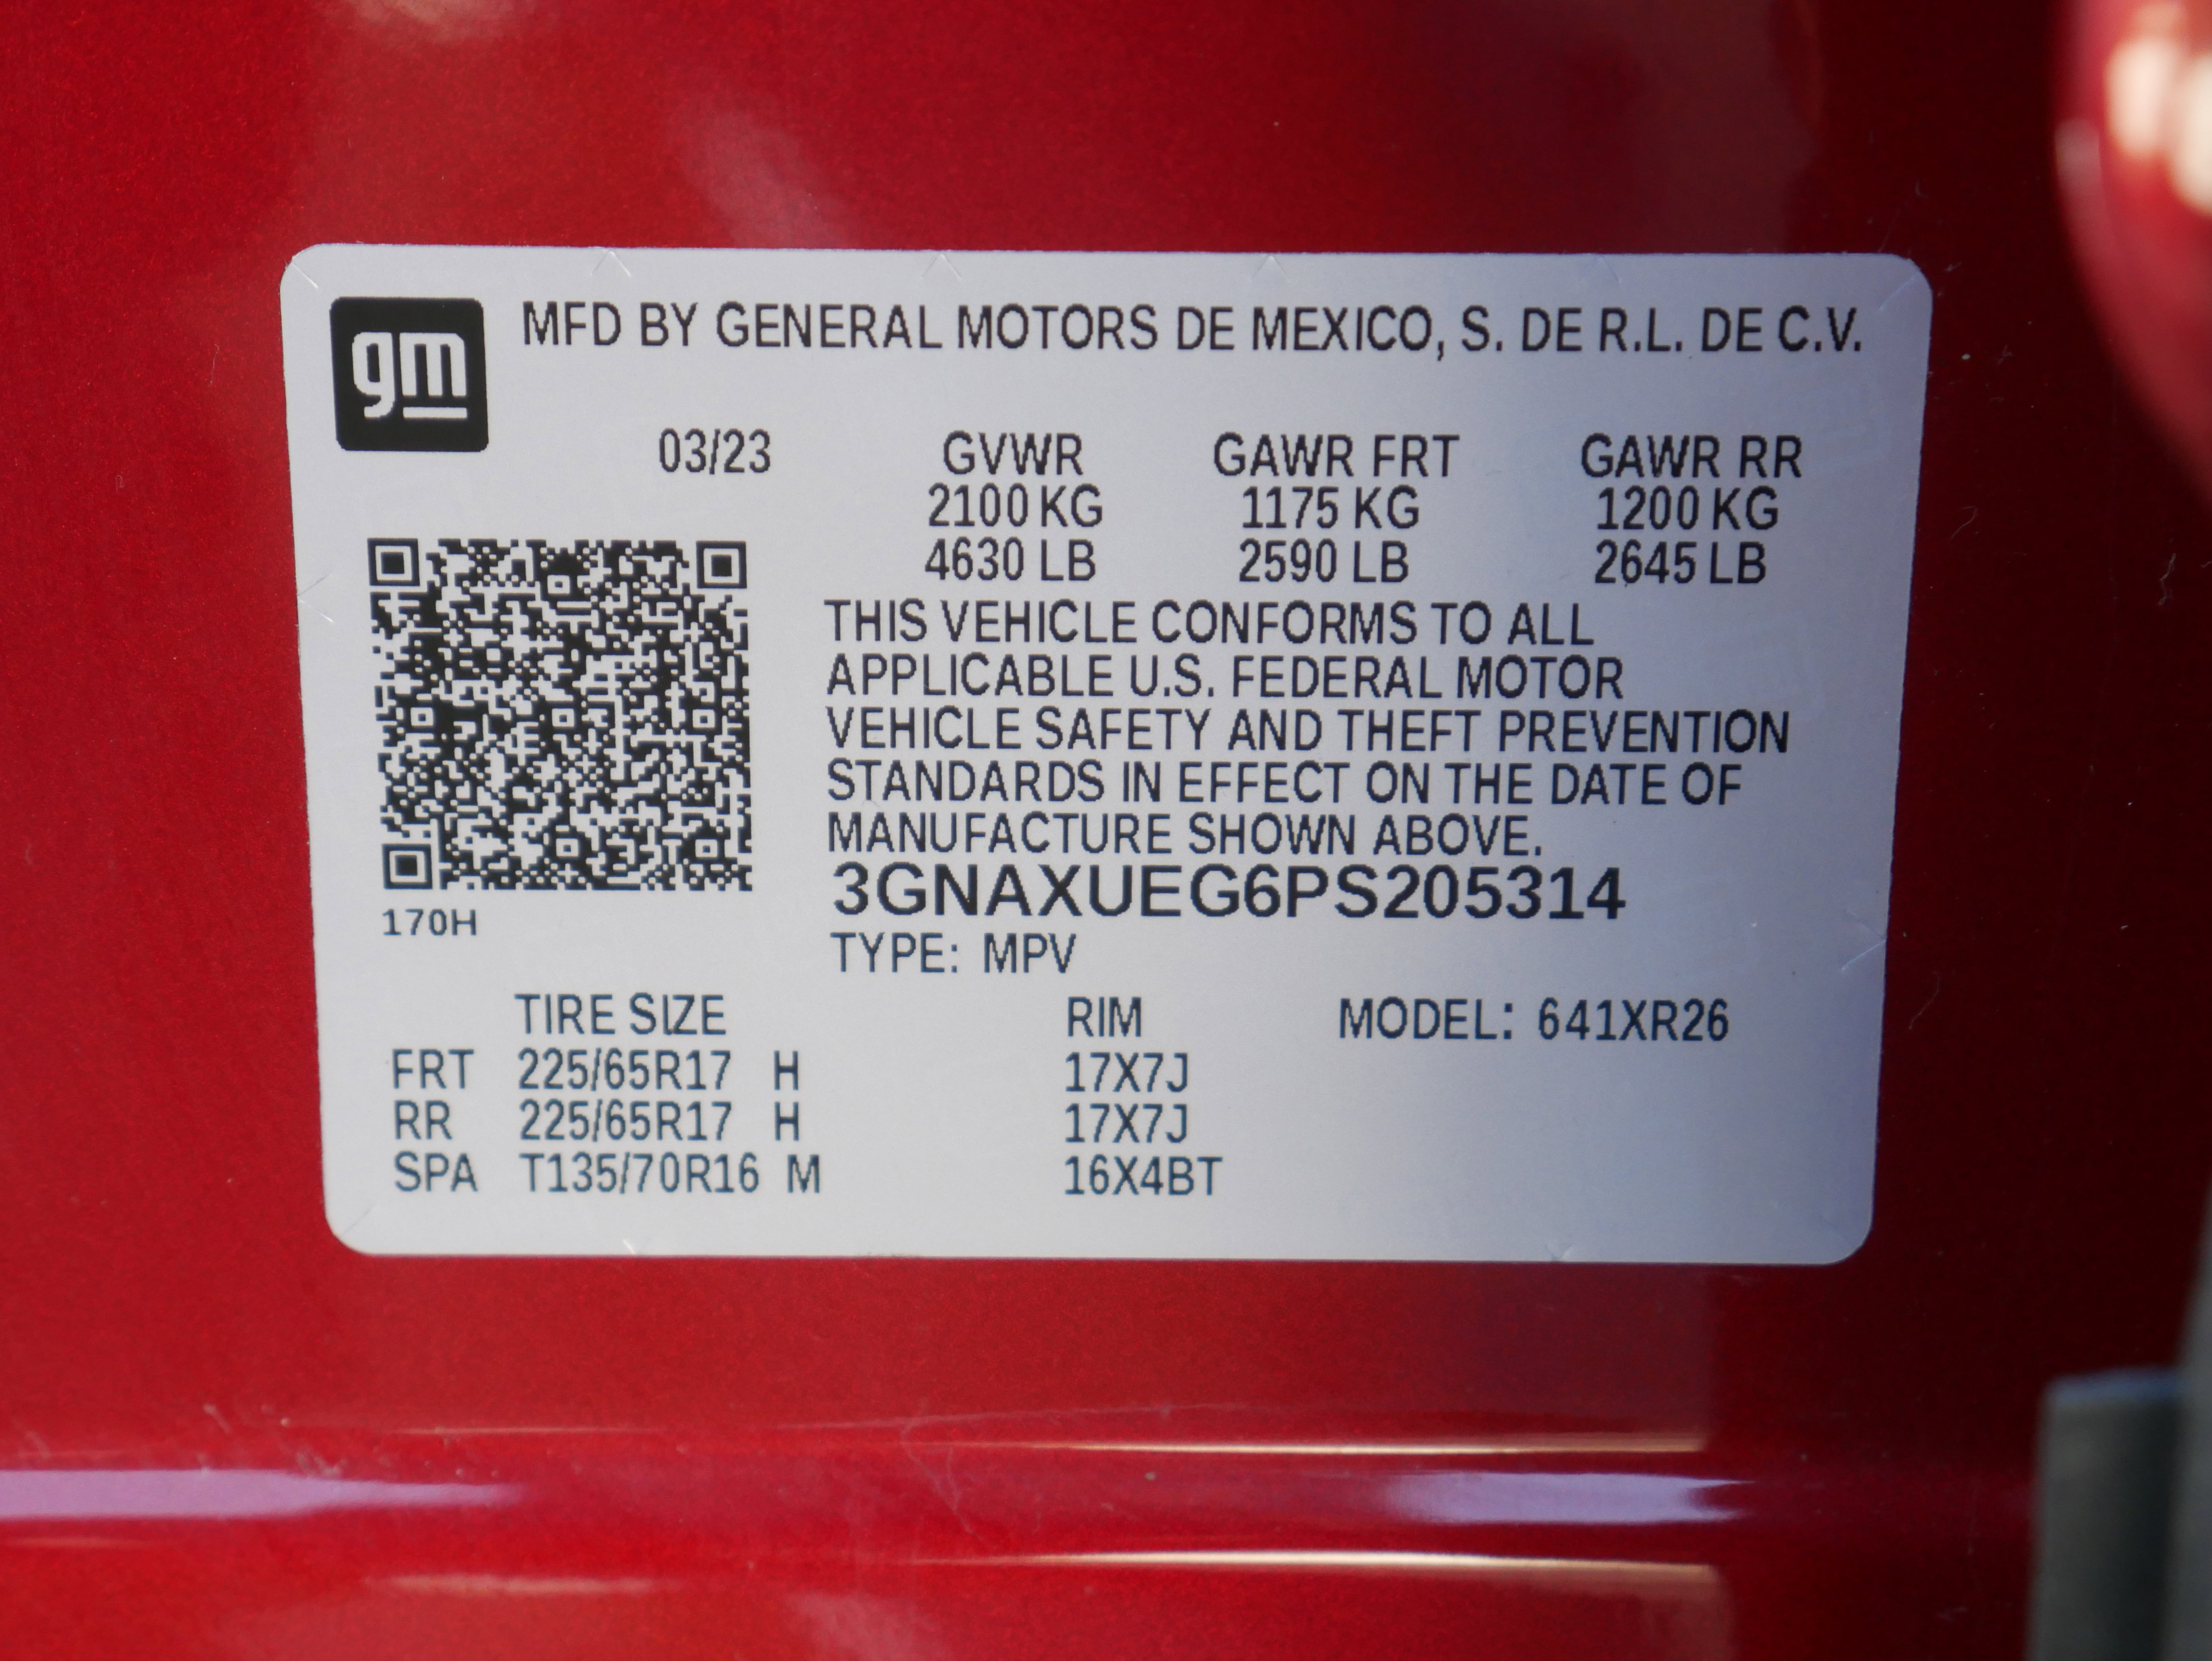 gm
MFD BY GENERAL MOTORS DE MEXICO, S. DE R.L. DE C.V.
03/23 GVWR GAWR FRT GAWR RR
2100 KG 1175 KG 1200 KG
4630 LB 2590 LB 2645 LB
THIS VEHICLE CONFORMS TO ALL
APPLICABLE U.S. FEDERAL MOTOR
VEHICLE SAFETY AND THEFT PREVENTION
STANDARDS IN EFFECT ON THE DATE OF
MANUFACTURE SHOWN ABOVE.
3GNAXUEG6PS205314
170H
TYPE: MPV
TIRE SIZE RIM MODEL: 641XR26
FRT 225/65R17 H 17X7J
RR 225/65R17 H 17X7J
SPA T135/70R16 M 16X4BT